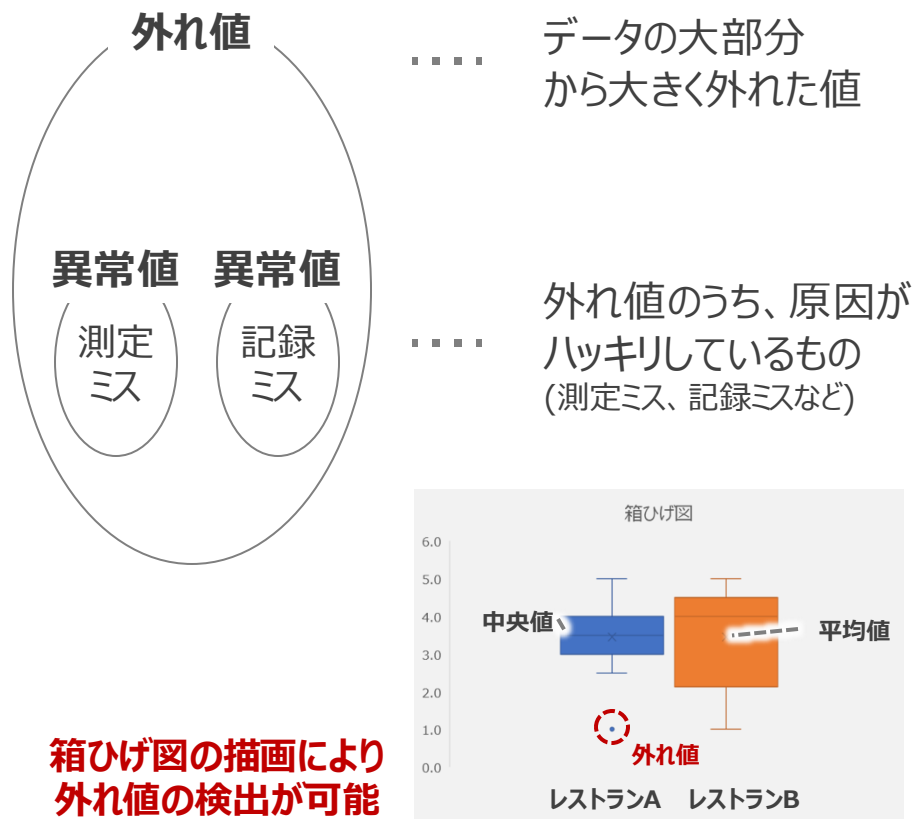 外れ値
データの大部分
から大きく外れた値
異常値
異常値
測定
ミス
記録
ミス
外れ値のうち、原因が
ハッキリしているもの
(測定ミス、記録ミスなど)
箱ひげ図
6.0
5.0
4.0
3.0
2.0
1.0
0.0
中央値
平均値
外れ値
レストランA
レストランB
箱ひげ図の描画により
外れ値の検出が可能